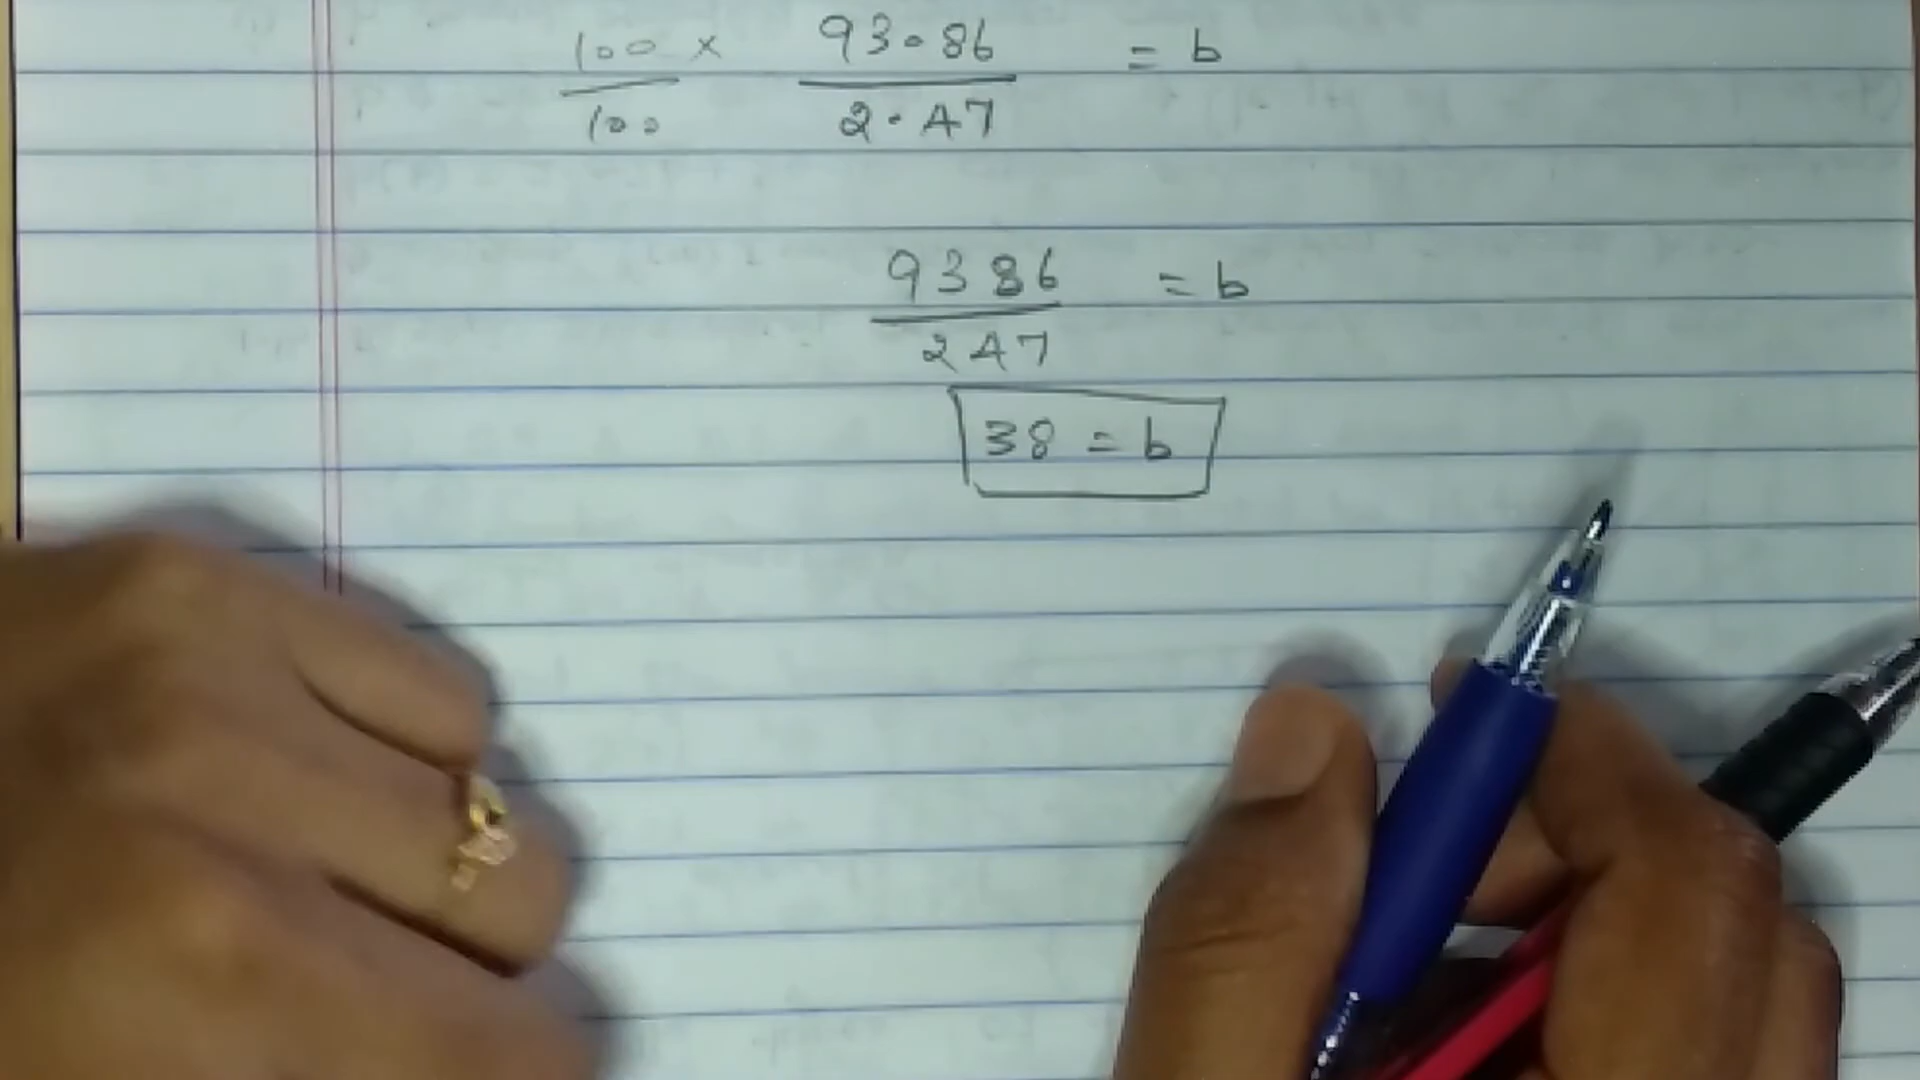 100/100 × 93.86/2.47 = b
9386/247 = b
38 = b